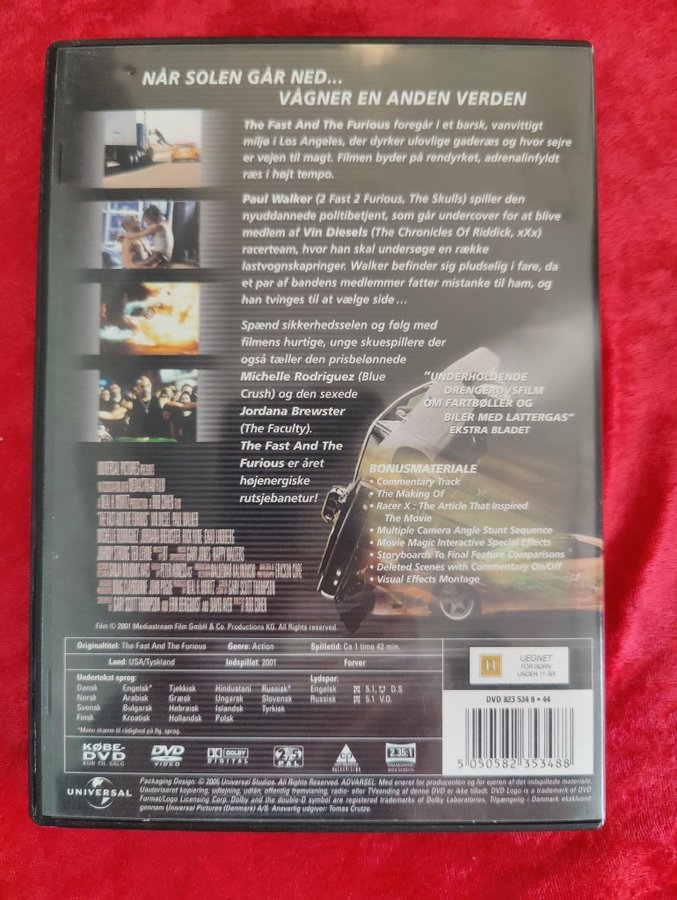 NÅR SOLEN GÅR NED...
VÅGNER EN ANDEN VERDEN
The Fast And The Furious foregår i et barsk, vanvittigt
miljø i Los Angeles, der dyrker ulovlige gaderæs og hvor sejre
er vejen til magt. Filmen byder på rendyrket, adrenalinfyldt
ræs i højt tempo.
Paul Walker (2 Fast 2 Furious, The Skulls) spiller den
nyuddannede politibetjent, som går undercover for at blive
medlem af Vin Diesels (The Chronicles Of Riddick, xXx)
racerteam, hvor han skal undersøge en række
lastvognskapringer. Walker befinder sig pludselig i fare, da
et par af bandens medlemmer fatter mistanke til ham, og
han tvinges til at vælge side...
Spænd sikkerhedsselen og følg med
filmens hurtige, unge skuespillere der
også tæller den prisbelønnede
Michelle Rodriguez (Blue
Crush) og den sexede
Jordana Brewster
(The Faculty).
The Fast And The
Furious er året
højenergiske
rutsjebanetur!
"UNDERHOLDENDE
DRENGERØVSFILM
OM FARTBØLLER OG
BILER MED LATTERGAS"
EKSTRA BLADET
BONUSMATERIALE
• Commentary Track
• The Making Of
• Racer X : The Article That Inspired
The Movie
• Multiple Camera Angle Stunt Sequence
• Movie Magic Interactive Special Effects
• Storyboards To Final Feature Comparisons
• Deleted Scenes with Commentary On/Off
• Visual Effects Montage
Film © 2001 Mediastream Film GmbH & Co. Productions KG. All Rights reserved.
Originaltitel: The Fast And The Furious Genre: Action Spilletid: Ca 1 time 42 min.
Land: USA/Tyskland Indspillet: 2001 Farver
Undertekst sprog: Lydspor:
Dansk Engelsk* Tjekkisk Hindustani Russisk* Engelsk 5.1, D.S
Norsk Arabisk Græsk Ungarsk Slovensk Russisk 5.1 V.O.
Svensk Bulgarsk Hebraisk Islandsk Tyrkisk
Finsk Kroatisk Hollandsk Polsk
*Menu skærm til rådighed på flg. sprog.
11
UEGNET
FOR BØRN
UNDER 11 ÅR.
DVD 823 534 8 • 44
5 050582 353488
KØBE-
DVD
KUN TIL SALG
DVD
VIDEO
DOLBY
DIGITAL
2,5
PAL
2.35:1
UNIVERSAL
Packaging Design: © 2005 Universal Studios. All Rights Reserved. ADVARSEL: Med eneret for producenten og for ejeren af det indspillede materiale.
Uautoriseret kopiering, udlejning, udlån, offentlig fremvisning, radio- eller TVsending af denne DVD er ikke tilladt. DVD Logo is a trademark of DVD
Format/Logo Licensing Corp. Dolby and the double-D symbol are registered trademarks of Dolby Laboratories. Tilgængelig i Danmark eksklusivt
gennem Universal Pictures (Denmark) A/S. Ansvarlig udgiver: Tomas Crutze.